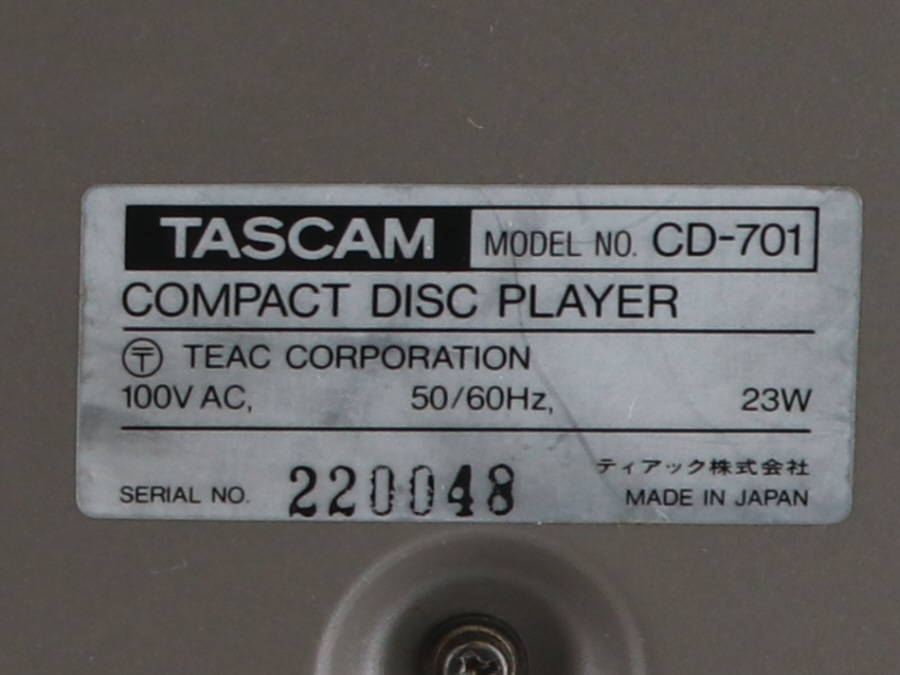 TASCAM MODEL NO. CD-701
COMPACT DISC PLAYER
〶 TEAC CORPORATION
100V AC, 50/60Hz, 23W
ティアック株式会社
SERIAL NO. 220048 MADE IN JAPAN